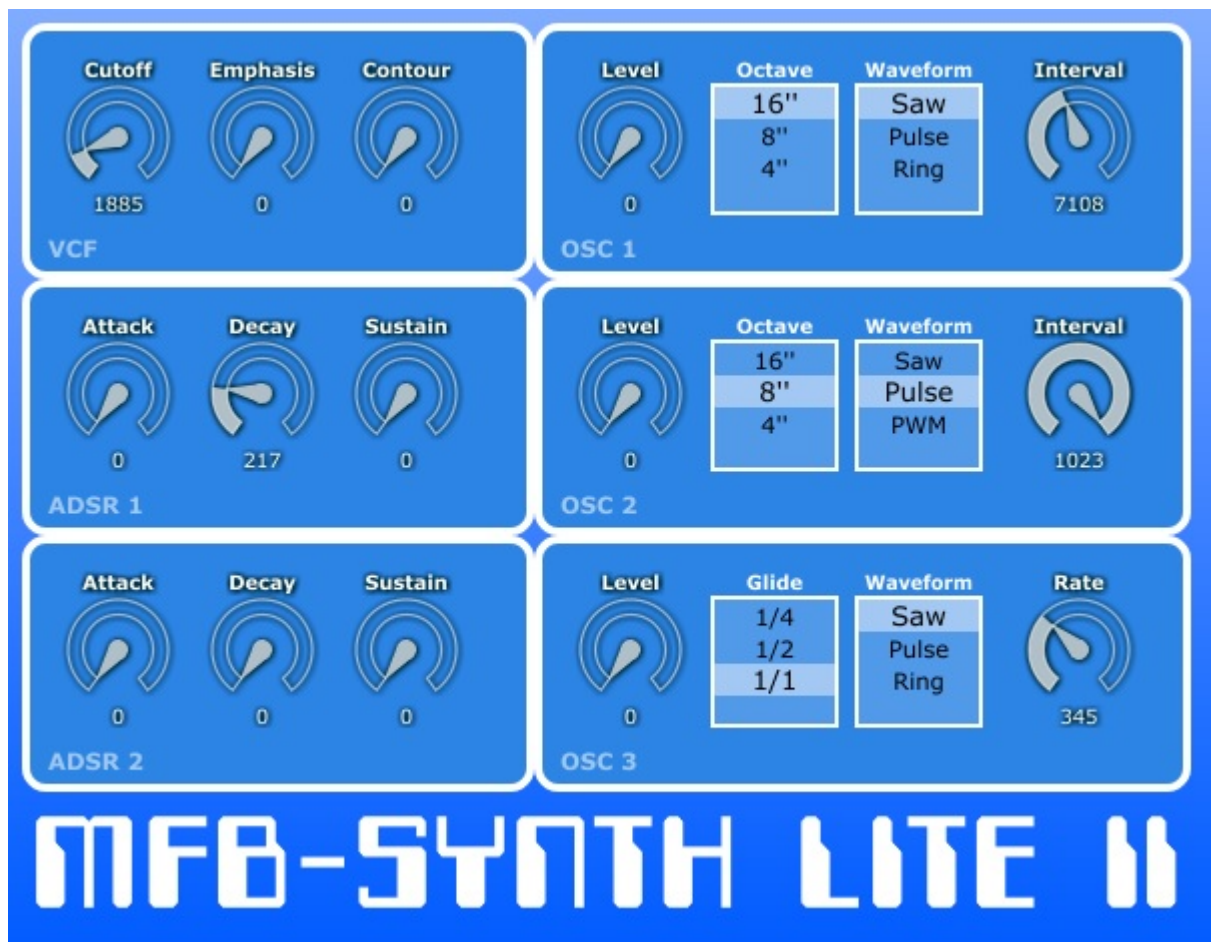 Cutoff Emphasis Contour
1885 0 0
VCF
Level Octave Waveform Interval
16'' Saw
8'' Pulse
4'' Ring
0 7108
OSC 1
Attack Decay Sustain
0 217 0
ADSR 1
Level Octave Waveform Interval
16'' Saw
8'' Pulse
4'' PWM
0 1023
OSC 2
Attack Decay Sustain
0 0 0
ADSR 2
Level Glide Waveform Rate
1/4 Saw
1/2 Pulse
1/1 Ring
0 345
OSC 3
MFB-SYNTH LITE II